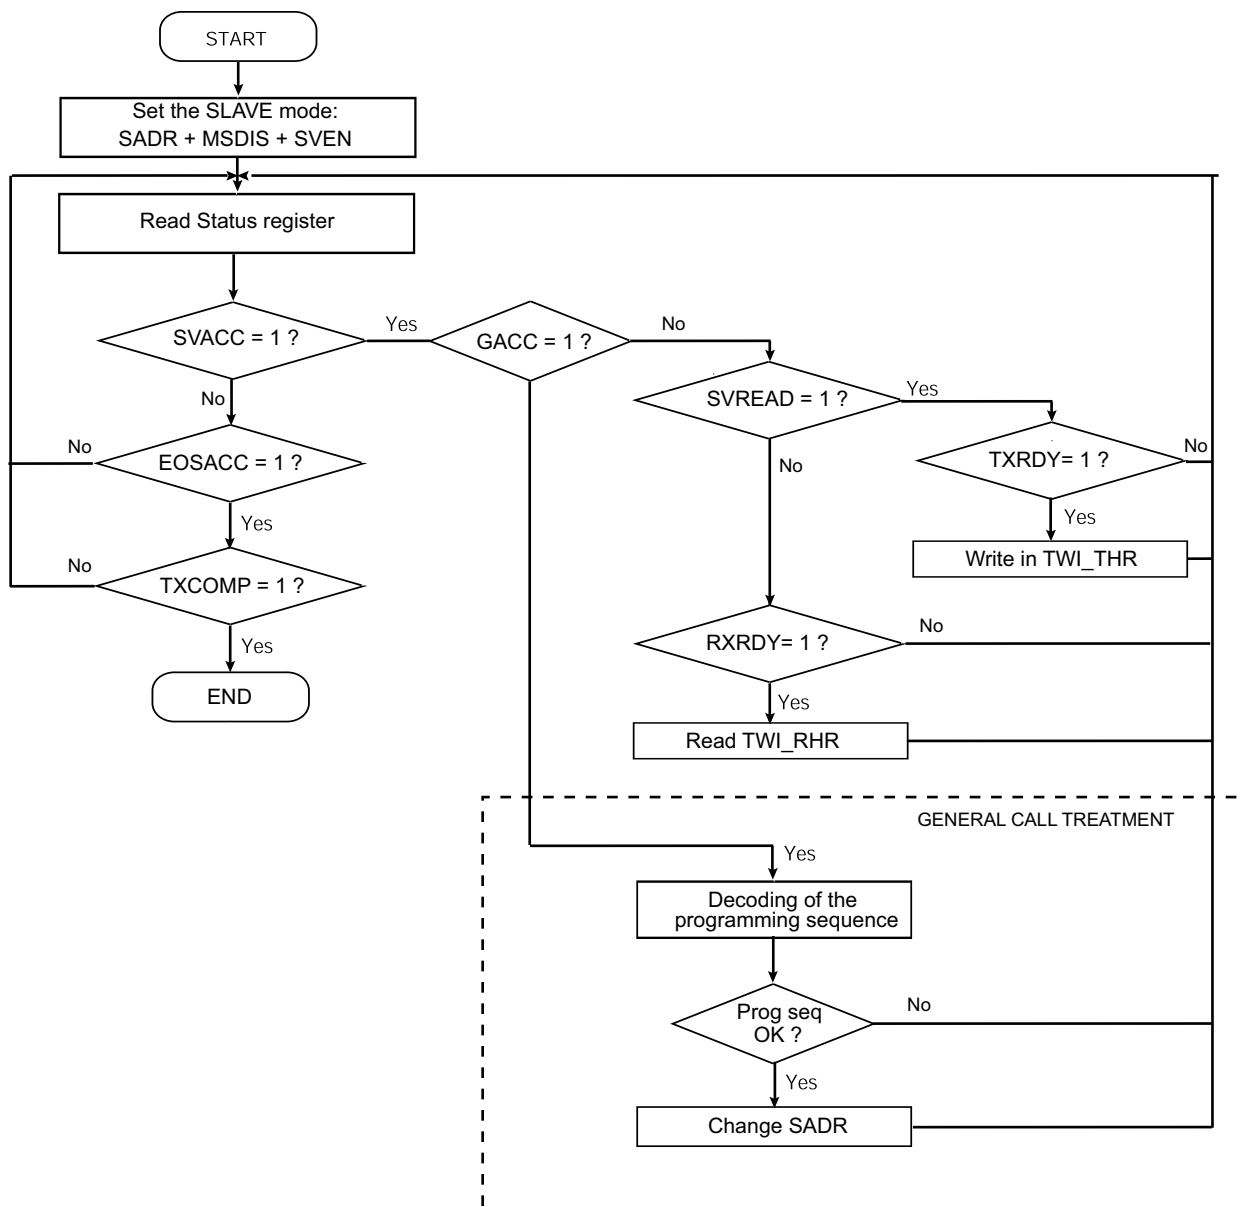 START
Set the SLAVE mode:
SADR + MSDIS + SVEN
Read Status register
SVACC = 1 ?
Yes
GACC = 1 ?
No
SVREAD = 1 ?
Yes
No
EOSACC = 1 ?
No
TXRDY= 1 ?
No
No
Yes
Yes
Write in TWI_THR
TXCOMP = 1 ?
No
Yes
END
RXRDY= 1 ?
No
Yes
Read TWI_RHR
GENERAL CALL TREATMENT
Yes
Decoding of the
programming sequence
Prog seq
OK ?
No
Yes
Change SADR